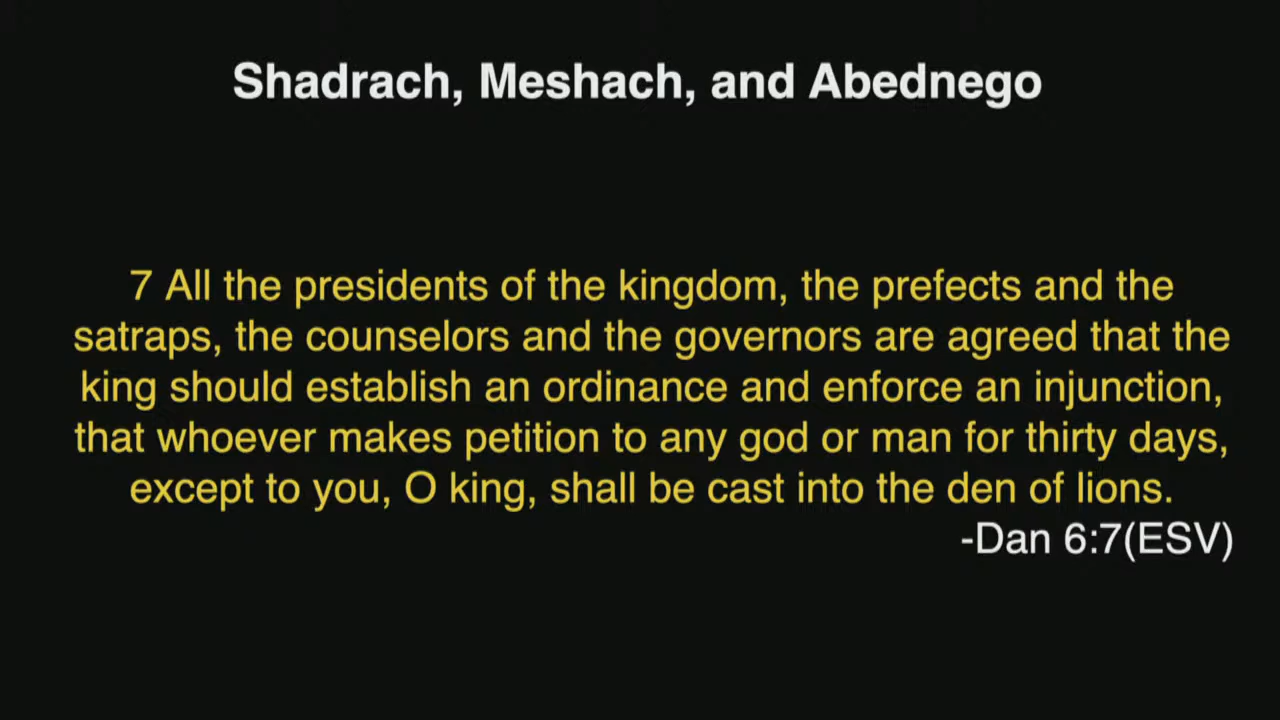 Shadrach, Meshach, and Abednego
7 All the presidents of the kingdom, the prefects and the
satraps, the counselors and the governors are agreed that the
king should establish an ordinance and enforce an injunction,
that whoever makes petition to any god or man for thirty days,
except to you, O king, shall be cast into the den of lions.
-Dan 6:7(ESV)